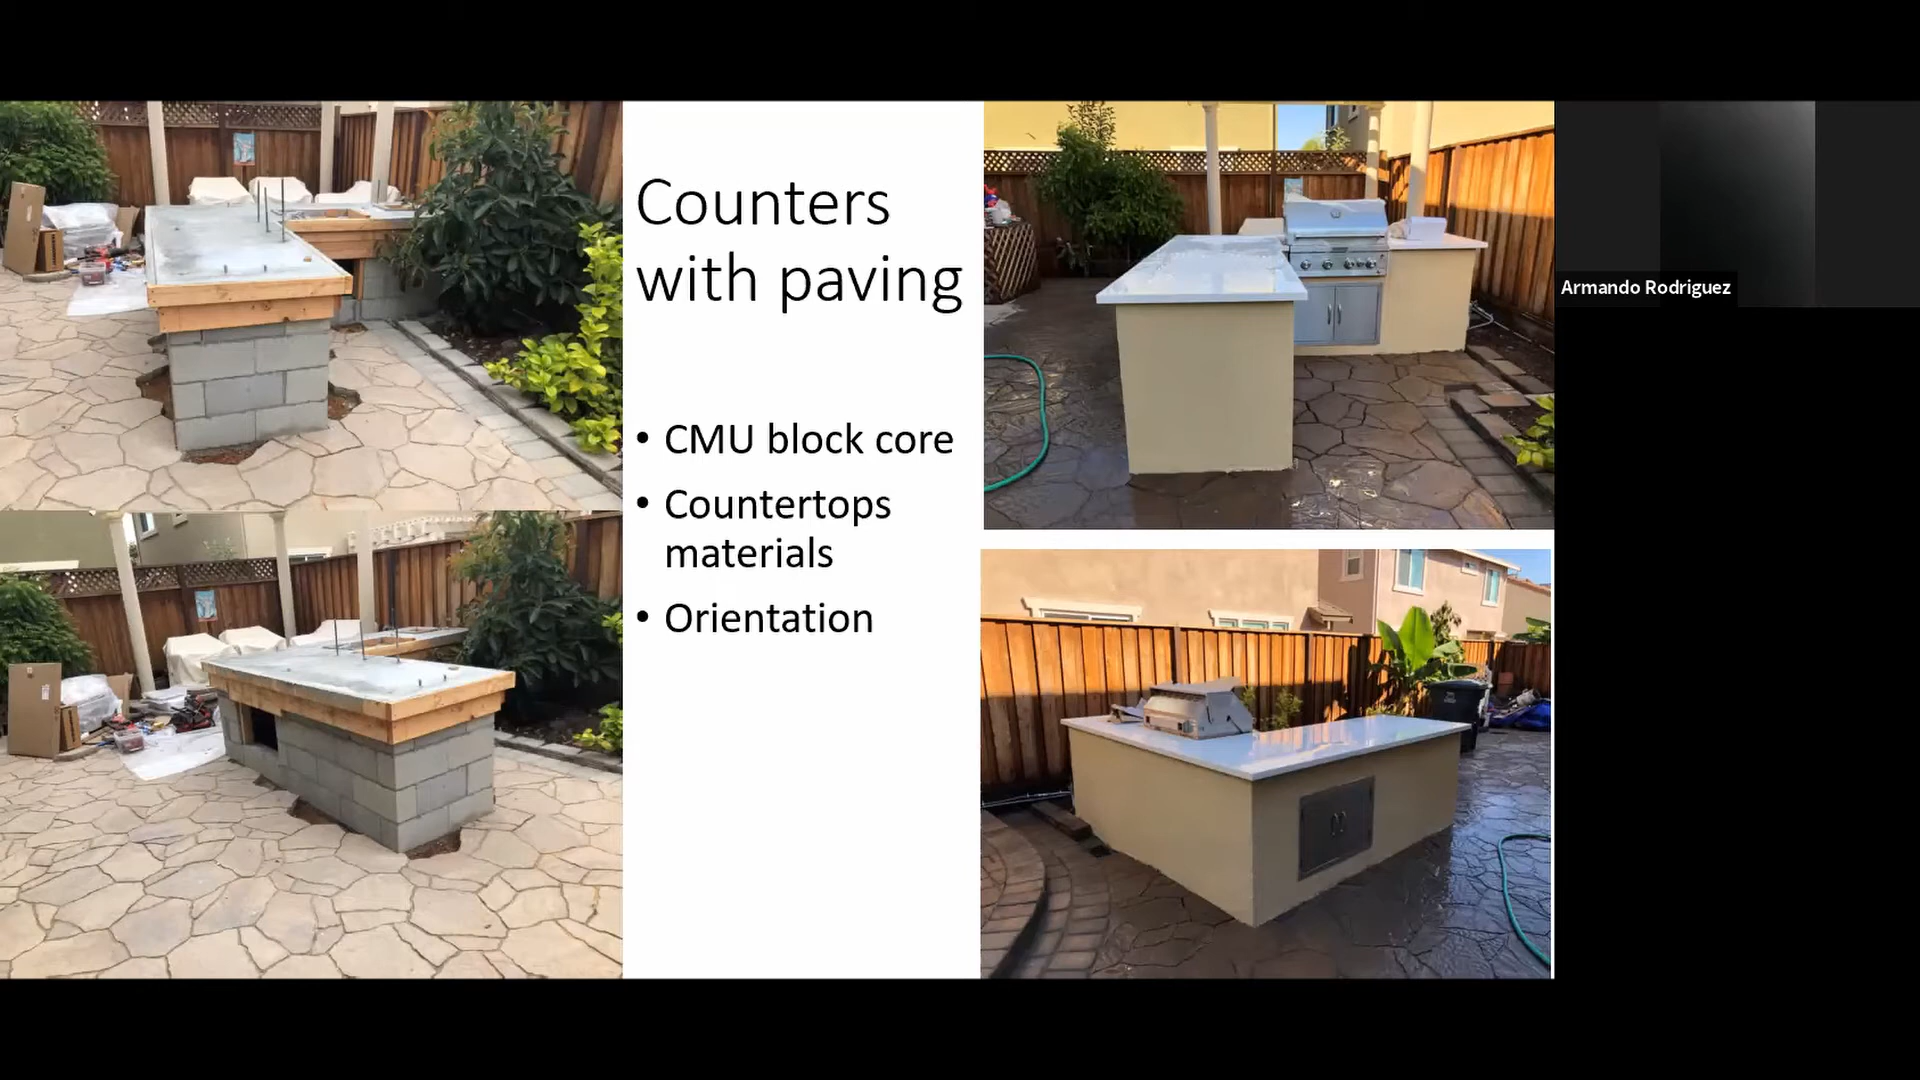 Counters
with paving
• CMU block core
• Countertops
materials
• Orientation
Armando Rodriguez